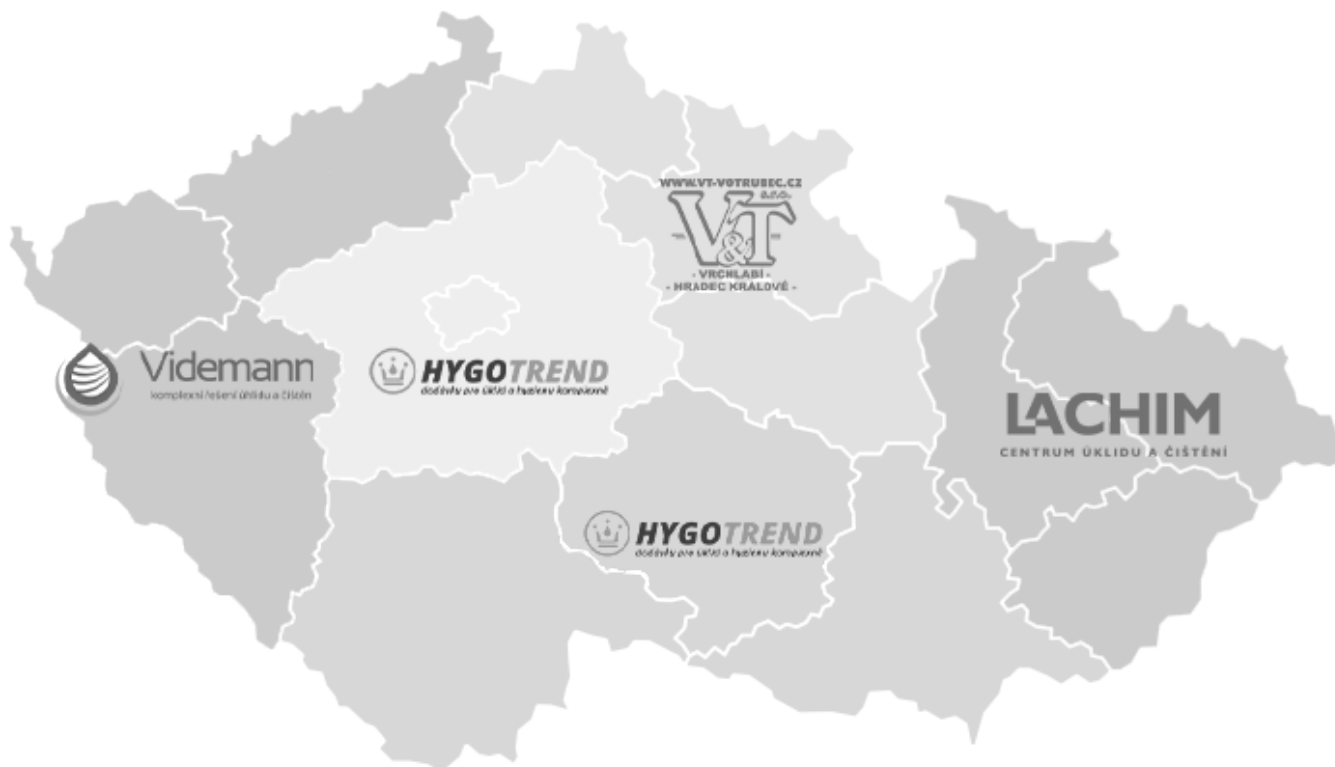 WWW.VT-VOTRUBEC.CZ
s.r.o.
V&T
- VRCHLABÍ -
- HRADEC KRÁLOVÉ -
Videmann
komplexní řešení úklidu a čištěn
HYGOTREND
dodávky pro úklid a hygienu komplexně
LACHIM
CENTRUM ÚKLIDU A ČIŠTĚNÍ
HYGOTREND
dodávky pro úklid a hygienu komplexně